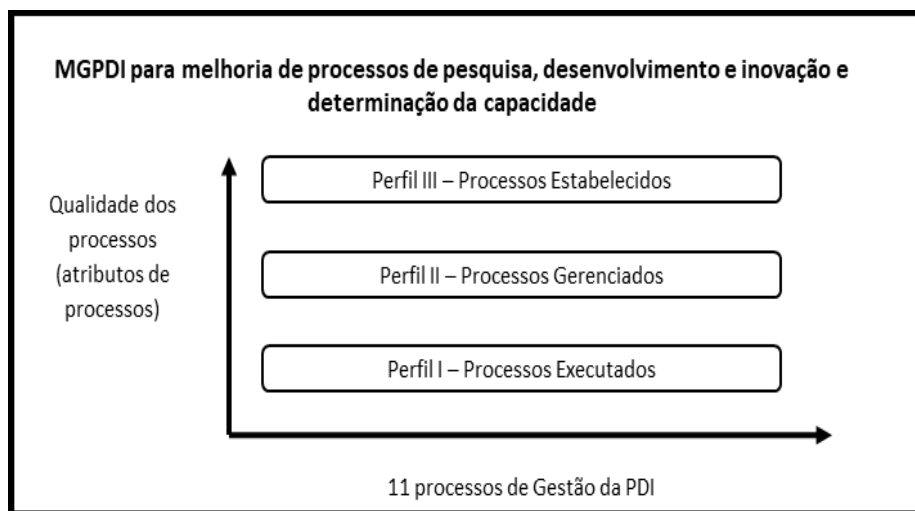 MGPDI para melhoria de processos de pesquisa, desenvolvimento e inovação e
determinação da capacidade
Perfil III – Processos Estabelecidos
Qualidade dos
processos
(atributos de
processos)
Perfil II – Processos Gerenciados
Perfil I – Processos Executados
11 processos de Gestão da PDI